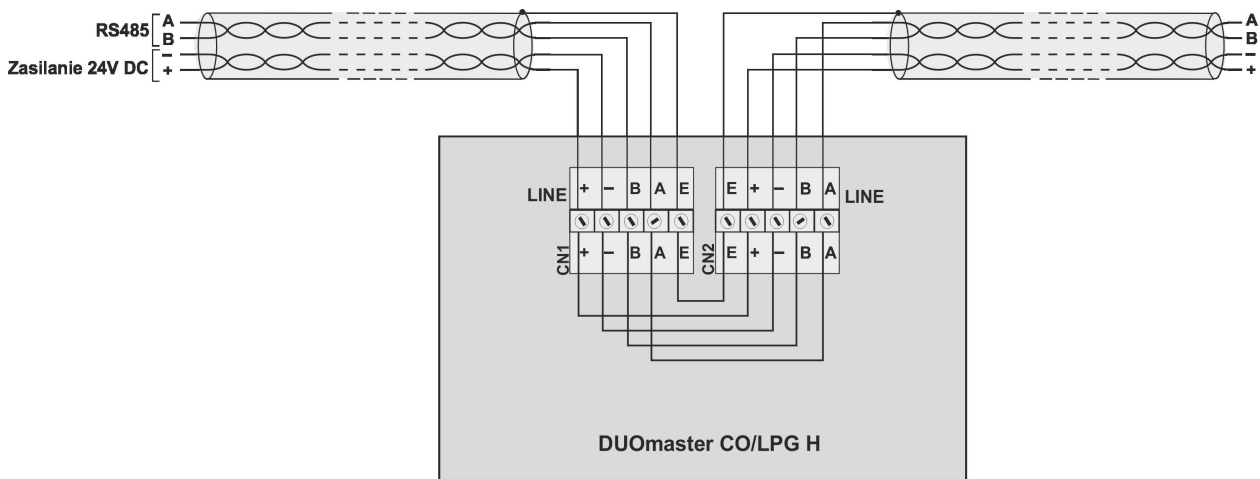 RS485
A
B
Zasilanie 24V DC
–
+
A
B
–
+
LINE
+ – B A E
E + – B A
LINE
CN1
+ – B A E
CN2
E + – B A
DUOmaster CO/LPG H